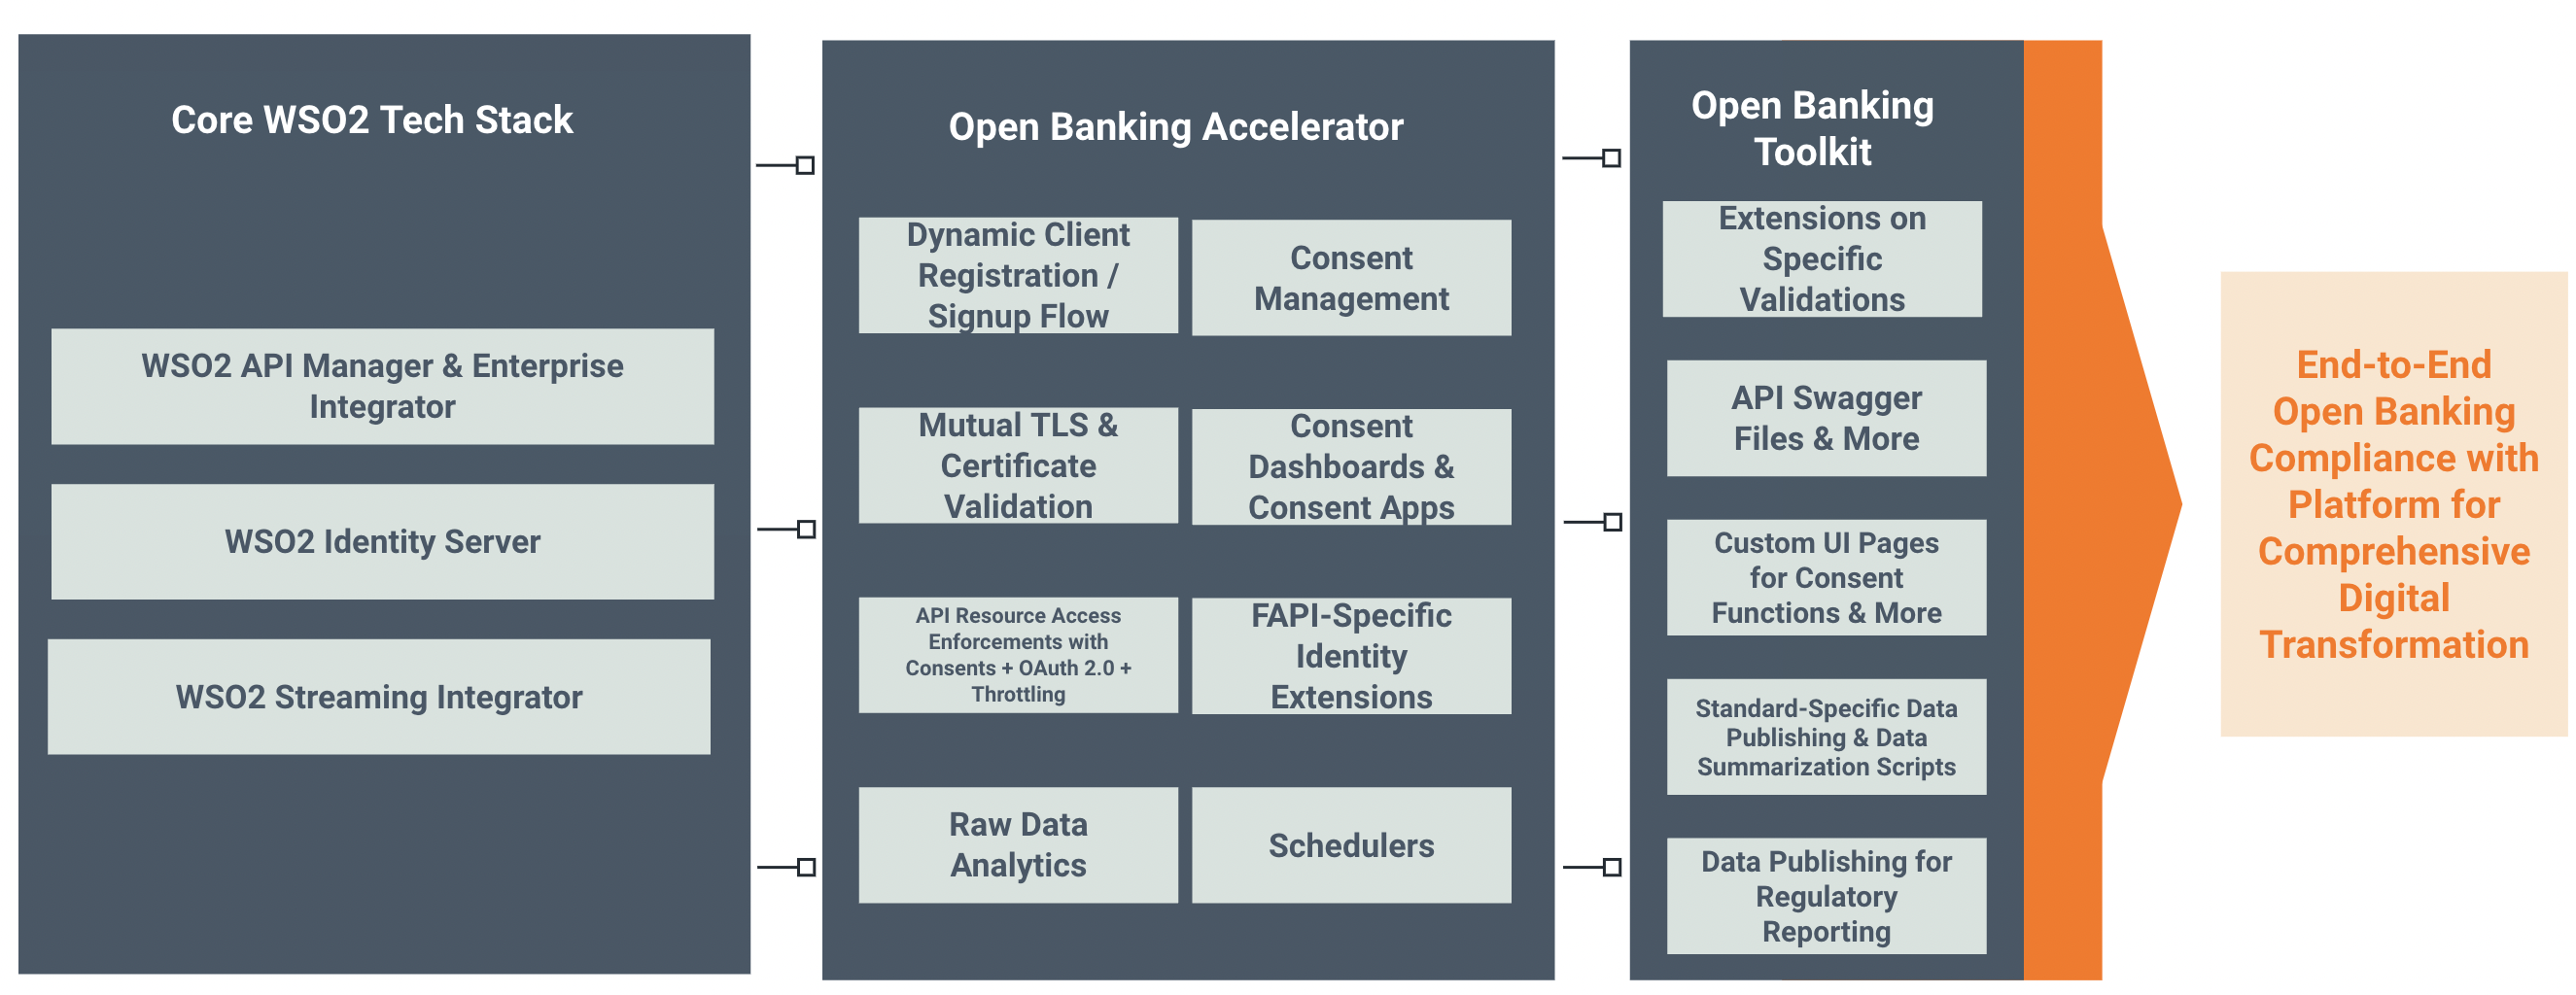 Core WSO2 Tech Stack
WSO2 API Manager & Enterprise
Integrator
WSO2 Identity Server
WSO2 Streaming Integrator
Open Banking Accelerator
Dynamic Client
Registration /
Signup Flow
Consent
Management
Mutual TLS &
Certificate
Validation
Consent
Dashboards &
Consent Apps
API Resource Access
Enforcements with
Consents + OAuth 2.0 +
Throttling
FAPI-Specific
Identity
Extensions
Raw Data
Analytics
Schedulers
Open Banking
Toolkit
Extensions on
Specific
Validations
API Swagger
Files & More
Custom UI Pages
for Consent
Functions & More
Standard-Specific Data
Publishing & Data
Summarization Scripts
Data Publishing for
Regulatory
Reporting
End-to-End
Open Banking
Compliance with
Platform for
Comprehensive
Digital
Transformation